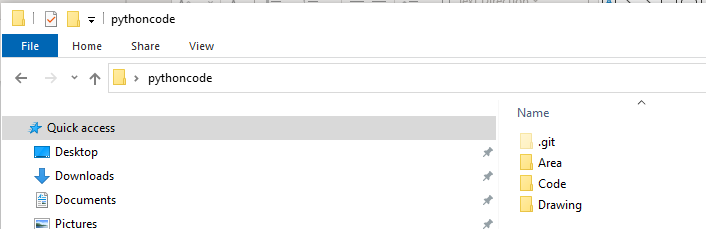 pythoncode
File Home Share View
pythoncode
Name
Quick access
.git
Desktop
Area
Downloads
Code
Documents
Drawing
Pictures